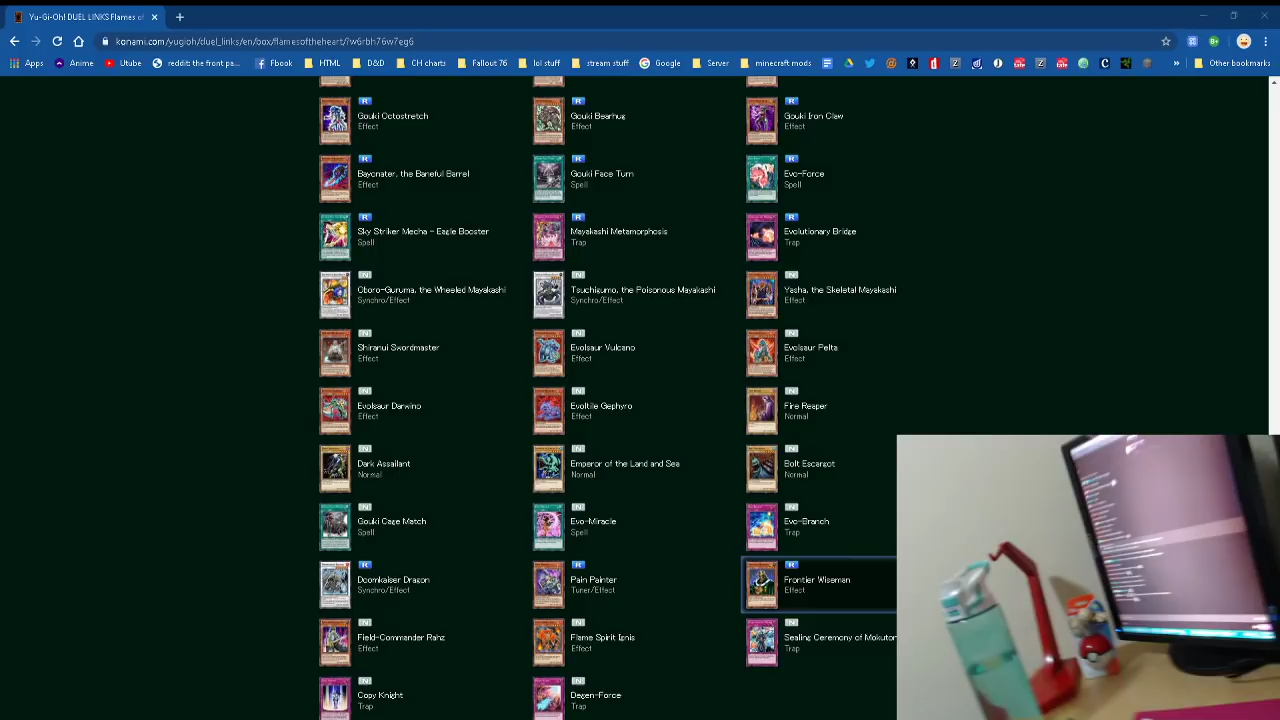 Yu-Gi-Oh! DUEL LINKS Flames of
konami.com/yugioh/duel_links/en/box/flamesoftheheart/?w6rbh76w7eg6
Apps Anime Utube reddit: the front pa... Fbook HTML D&D CH charts Fallout 76 lol stuff stream stuff Google Server minecraft mods » Other bookmarks
R R R
Gouki Octostretch Gouki Bearhug Gouki Iron Claw
Effect Effect Effect
R R R
Bayonater, the Baneful Barrel Gouki Face Turn Evo-Force
Effect Spell Spell
R R R
Sky Striker Mecha - Eagle Booster Mayakashi Metamorphosis Evolutionary Bridge
Spell Trap Trap
N N N
Oboro-Guruma, the Wheeled Mayakashi Tsuchigumo, the Poisonous Mayakashi Yasha, the Skeletal Mayakashi
Synchro/Effect Synchro/Effect Effect
N N N
Shiranui Swordmaster Evolsaur Vulcano Evolsaur Pelta
Effect Effect Effect
N N N
Evolsaur Darwino Evoltile Gephyro Fire Reaper
Effect Effect Normal
N N N
Dark Assailant Emperor of the Land and Sea Bolt Escargot
Normal Normal Normal
N N N
Gouki Cage Match Evo-Miracle Evo-Branch
Spell Spell Trap
R R R
Doomkaiser Dragon Pain Painter Frontier Wiseman
Synchro/Effect Tuner/Effect Effect
N N N
Field-Commander Rahz Flame Spirit Ignis Sealing Ceremony of Mokuton
Effect Effect Trap
N N
Copy Knight Degen-Force
Trap Trap